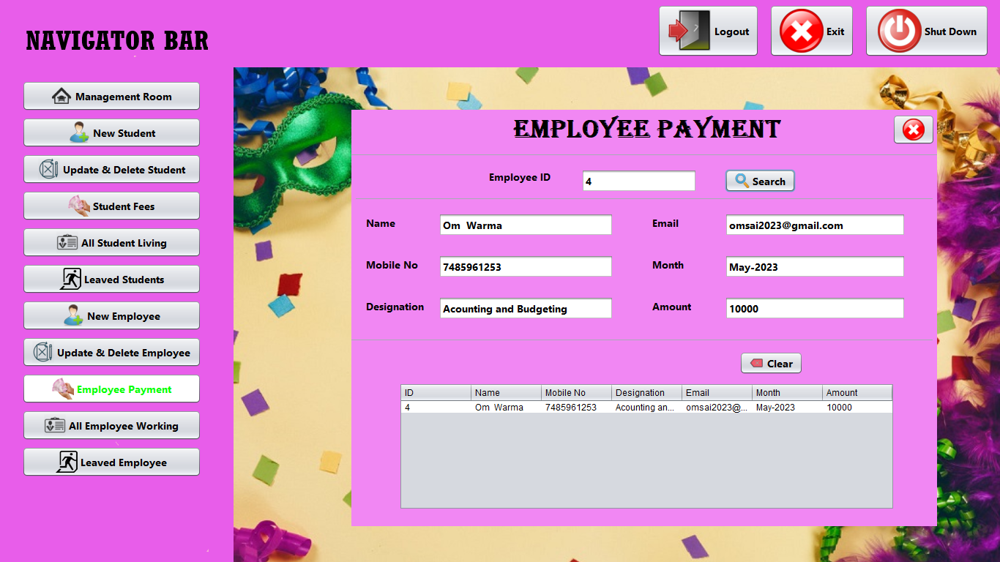 NAVIGATOR BAR
Logout
Exit
Shut Down
Management Room
New Student
Update & Delete Student
Student Fees
All Student Living
Leaved Students
New Employee
Update & Delete Employee
Employee Payment
All Employee Working
Leaved Employee
EMPLOYEE PAYMENT
Employee ID 4 Search
Name Om  Warma Email omsai2023@gmail.com
Mobile No 7485961253 Month May-2023
Designation Acounting and Budgeting Amount 10000
Clear
ID Name Mobile No Designation Email Month Amount
4 Om  Warma 7485961253 Acounting an... omsai2023@... May-2023 10000